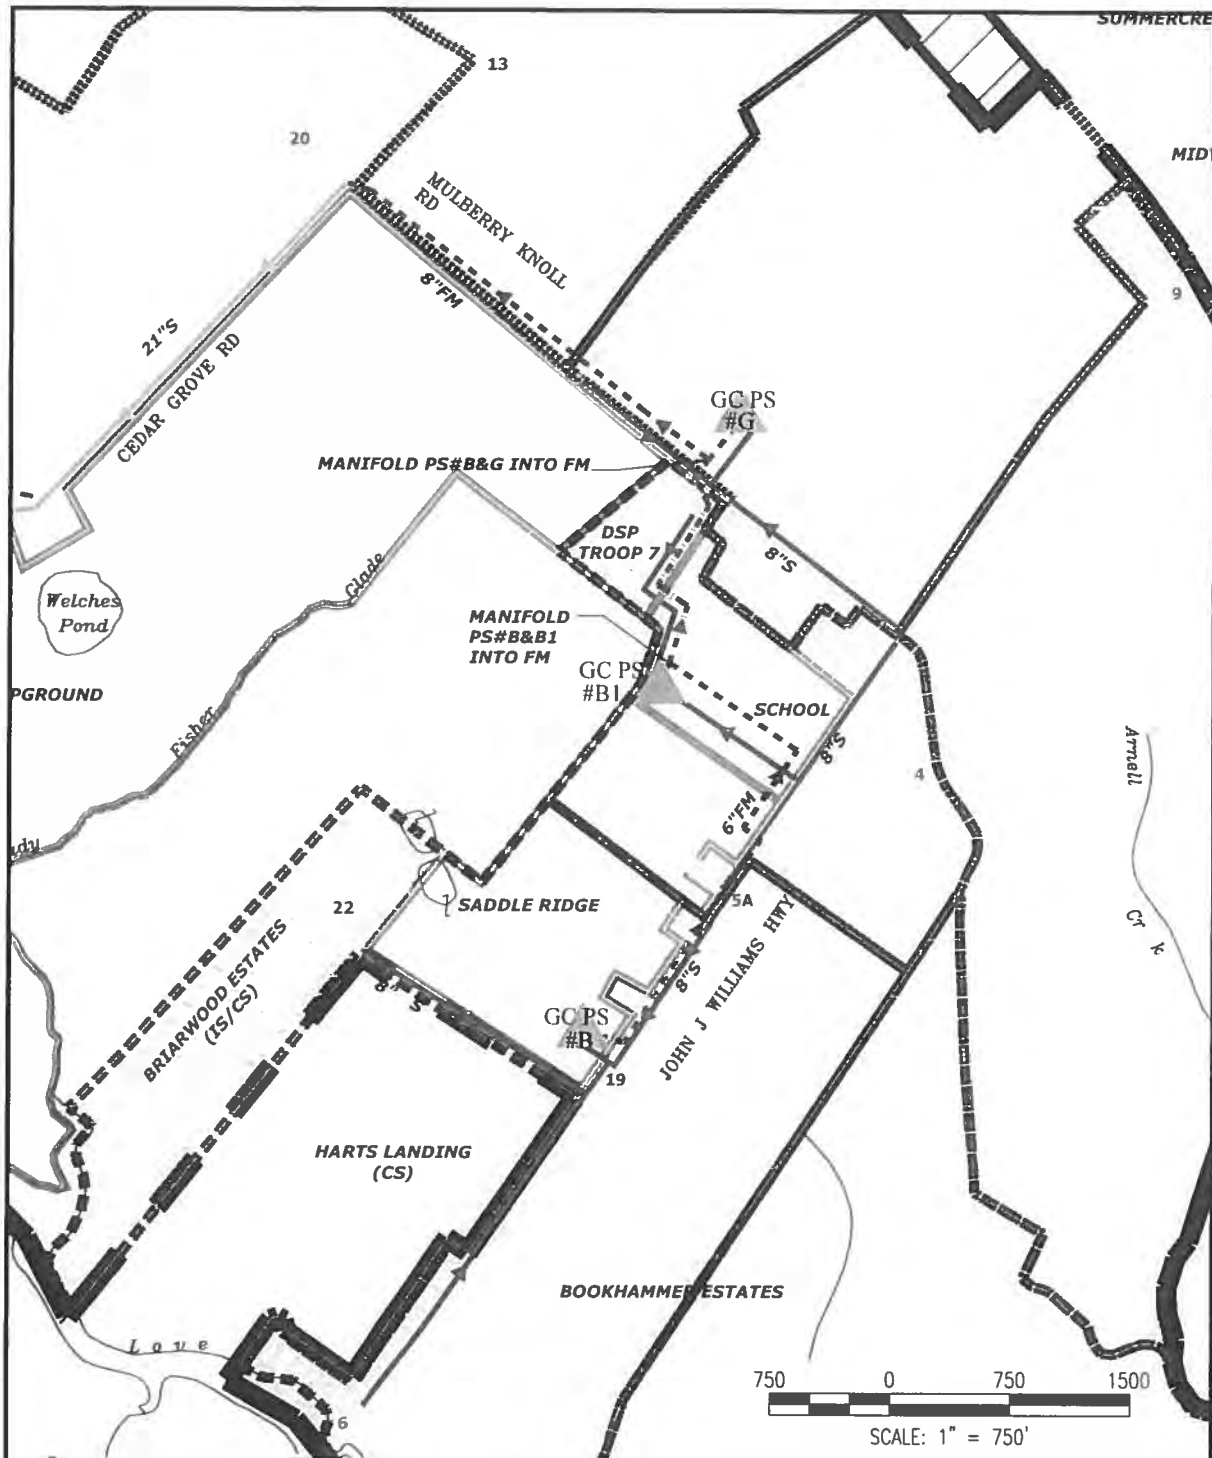 SUMMERCRE
13
20
MIDV
MULBERRY KNOLL
RD
8"FM
9
21"S
CEDAR GROVE RD
GC PS
#G
MANIFOLD PS#B&G INTO FM
DSP
TROOP 7
8"S
Glade
Welches
Pond
MANIFOLD
PS#B&B1
INTO FM
GC PS
#B1
PGROUND
SCHOOL
Fisher
8"S
Arnell
4
6"FM
dy
22
SADDLE RIDGE
5A
Cr k
BRIARWOOD ESTATES
(IS/CS)
8" S
8"S
JOHN J WILLIAMS HWY
GC PS
#B
19
HARTS LANDING
(CS)
BOOKHAMMER ESTATES
Love
6
750 0 750 1500
SCALE: 1" = 750'